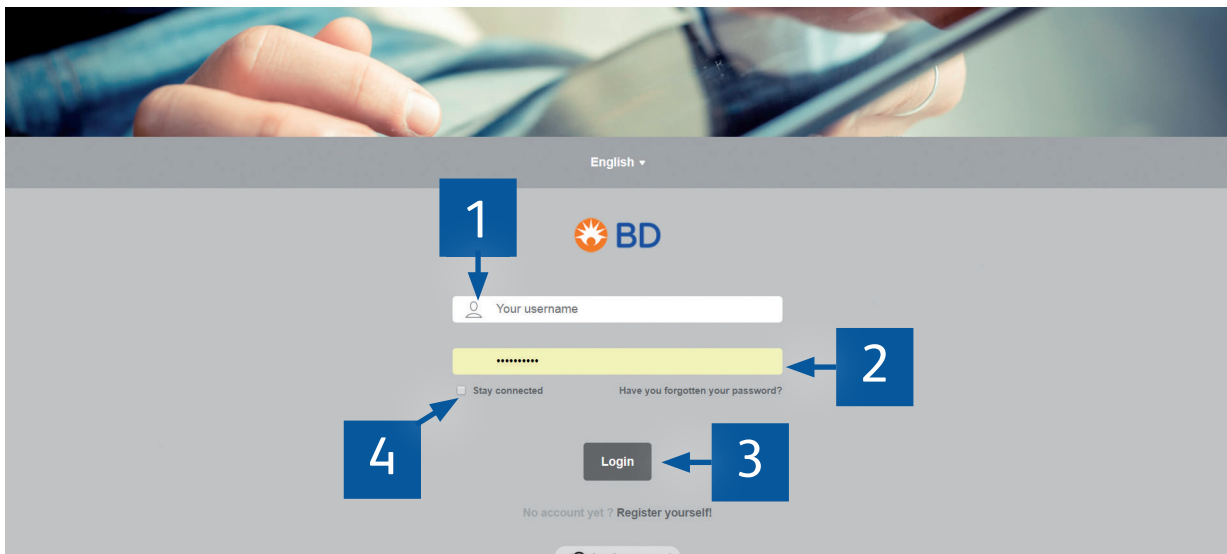 English
1
BD
Your username
••••••••••
2
Stay connected Have you forgotten your password?
4
Login
3
No account yet ? Register yourself!